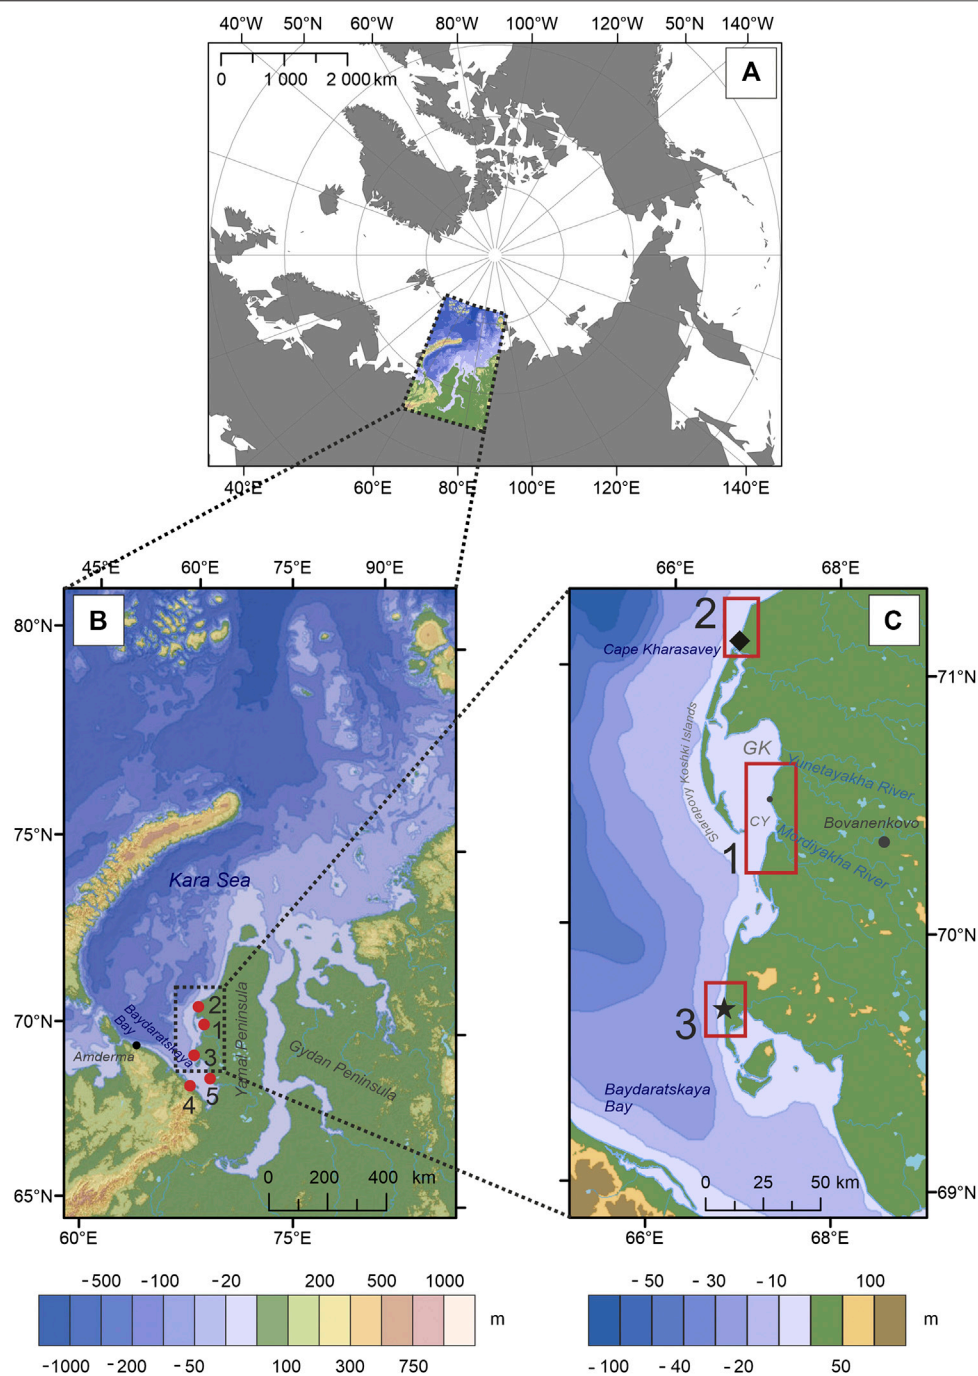 40°W 50°N 60°W 80°W 100°W 120°W 50°N 140°W
A
0 1 000 2 000 km
40°E 60°E 80°E 100°E 120°E 140°E
45°E 60°E 75°E 90°E
B
80°N
75°N
70°N
65°N
Kara Sea
Baydaratskaya
Bay
Amderma
Yamal Peninsula
Gydan Peninsula
2
1
3
4
5
0 200 400 km
60°E 75°E
66°E 68°E
C
2
Cape Kharasavey
71°N
Sharapovy Koshki Islands
GK
Yunetayakha River
CY
Bovanenkovo
1
Mordiyakha River
70°N
3
Baydaratskaya
Bay
0 25 50 km
69°N
66°E 68°E
-500 -100 -20 200 500 1000
m
-1000 -200 -50 100 300 750
-50 -30 -10 100
m
-100 -40 -20 50